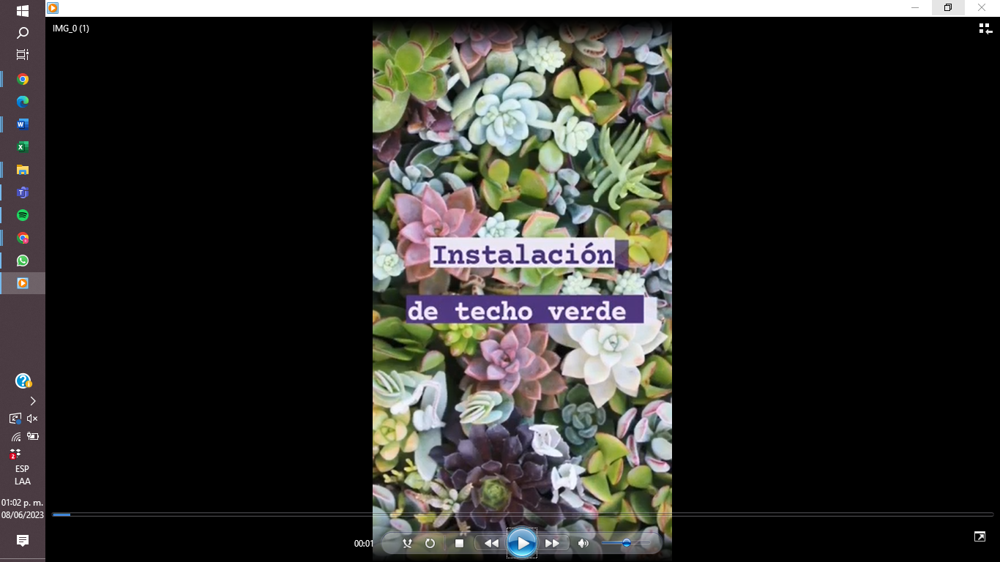 IMG_0 (1)
Instalación
de techo verde
00:01
ESP
LAA
01:02 p. m.
08/06/2023